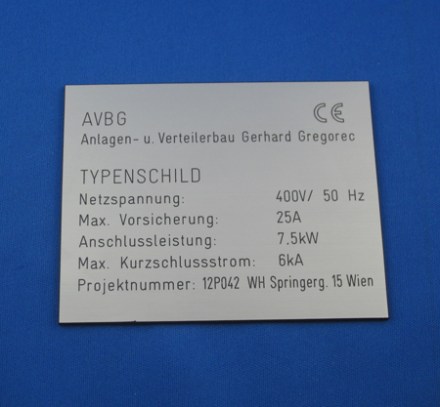 AVBG CE
Anlagen- u. Verteilerbau Gerhard Gregorec
TYPENSCHILD
Netzspannung: 400V/ 50 Hz
Max. Vorsicherung: 25A
Anschlussleistung: 7.5kW
Max. Kurzschlussstrom: 6kA
Projektnummer: 12P042 WH Springerg. 15 Wien